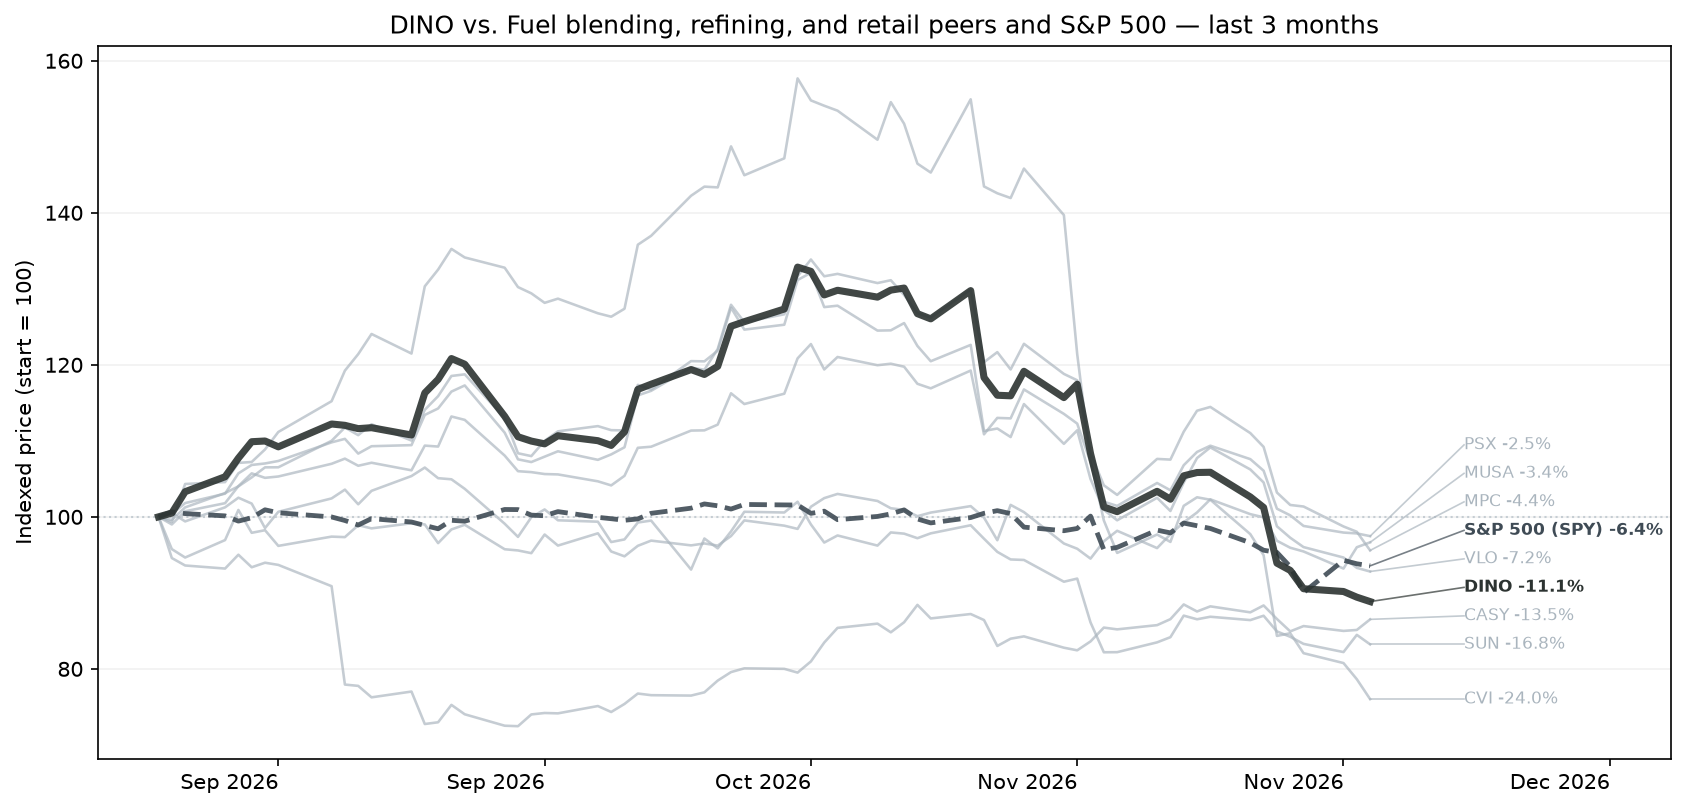 DINO vs. Fuel blending, refining, and retail peers and S&P 500 — last 3 months
Indexed price (start = 100)
160
140
120
100
80
PSX -2.5%
MUSA -3.4%
MPC -4.4%
S&P 500 (SPY) -6.4%
VLO -7.2%
DINO -11.1%
CASY -13.5%
SUN -16.8%
CVI -24.0%
Sep 2026
Sep 2026
Oct 2026
Nov 2026
Nov 2026
Dec 2026